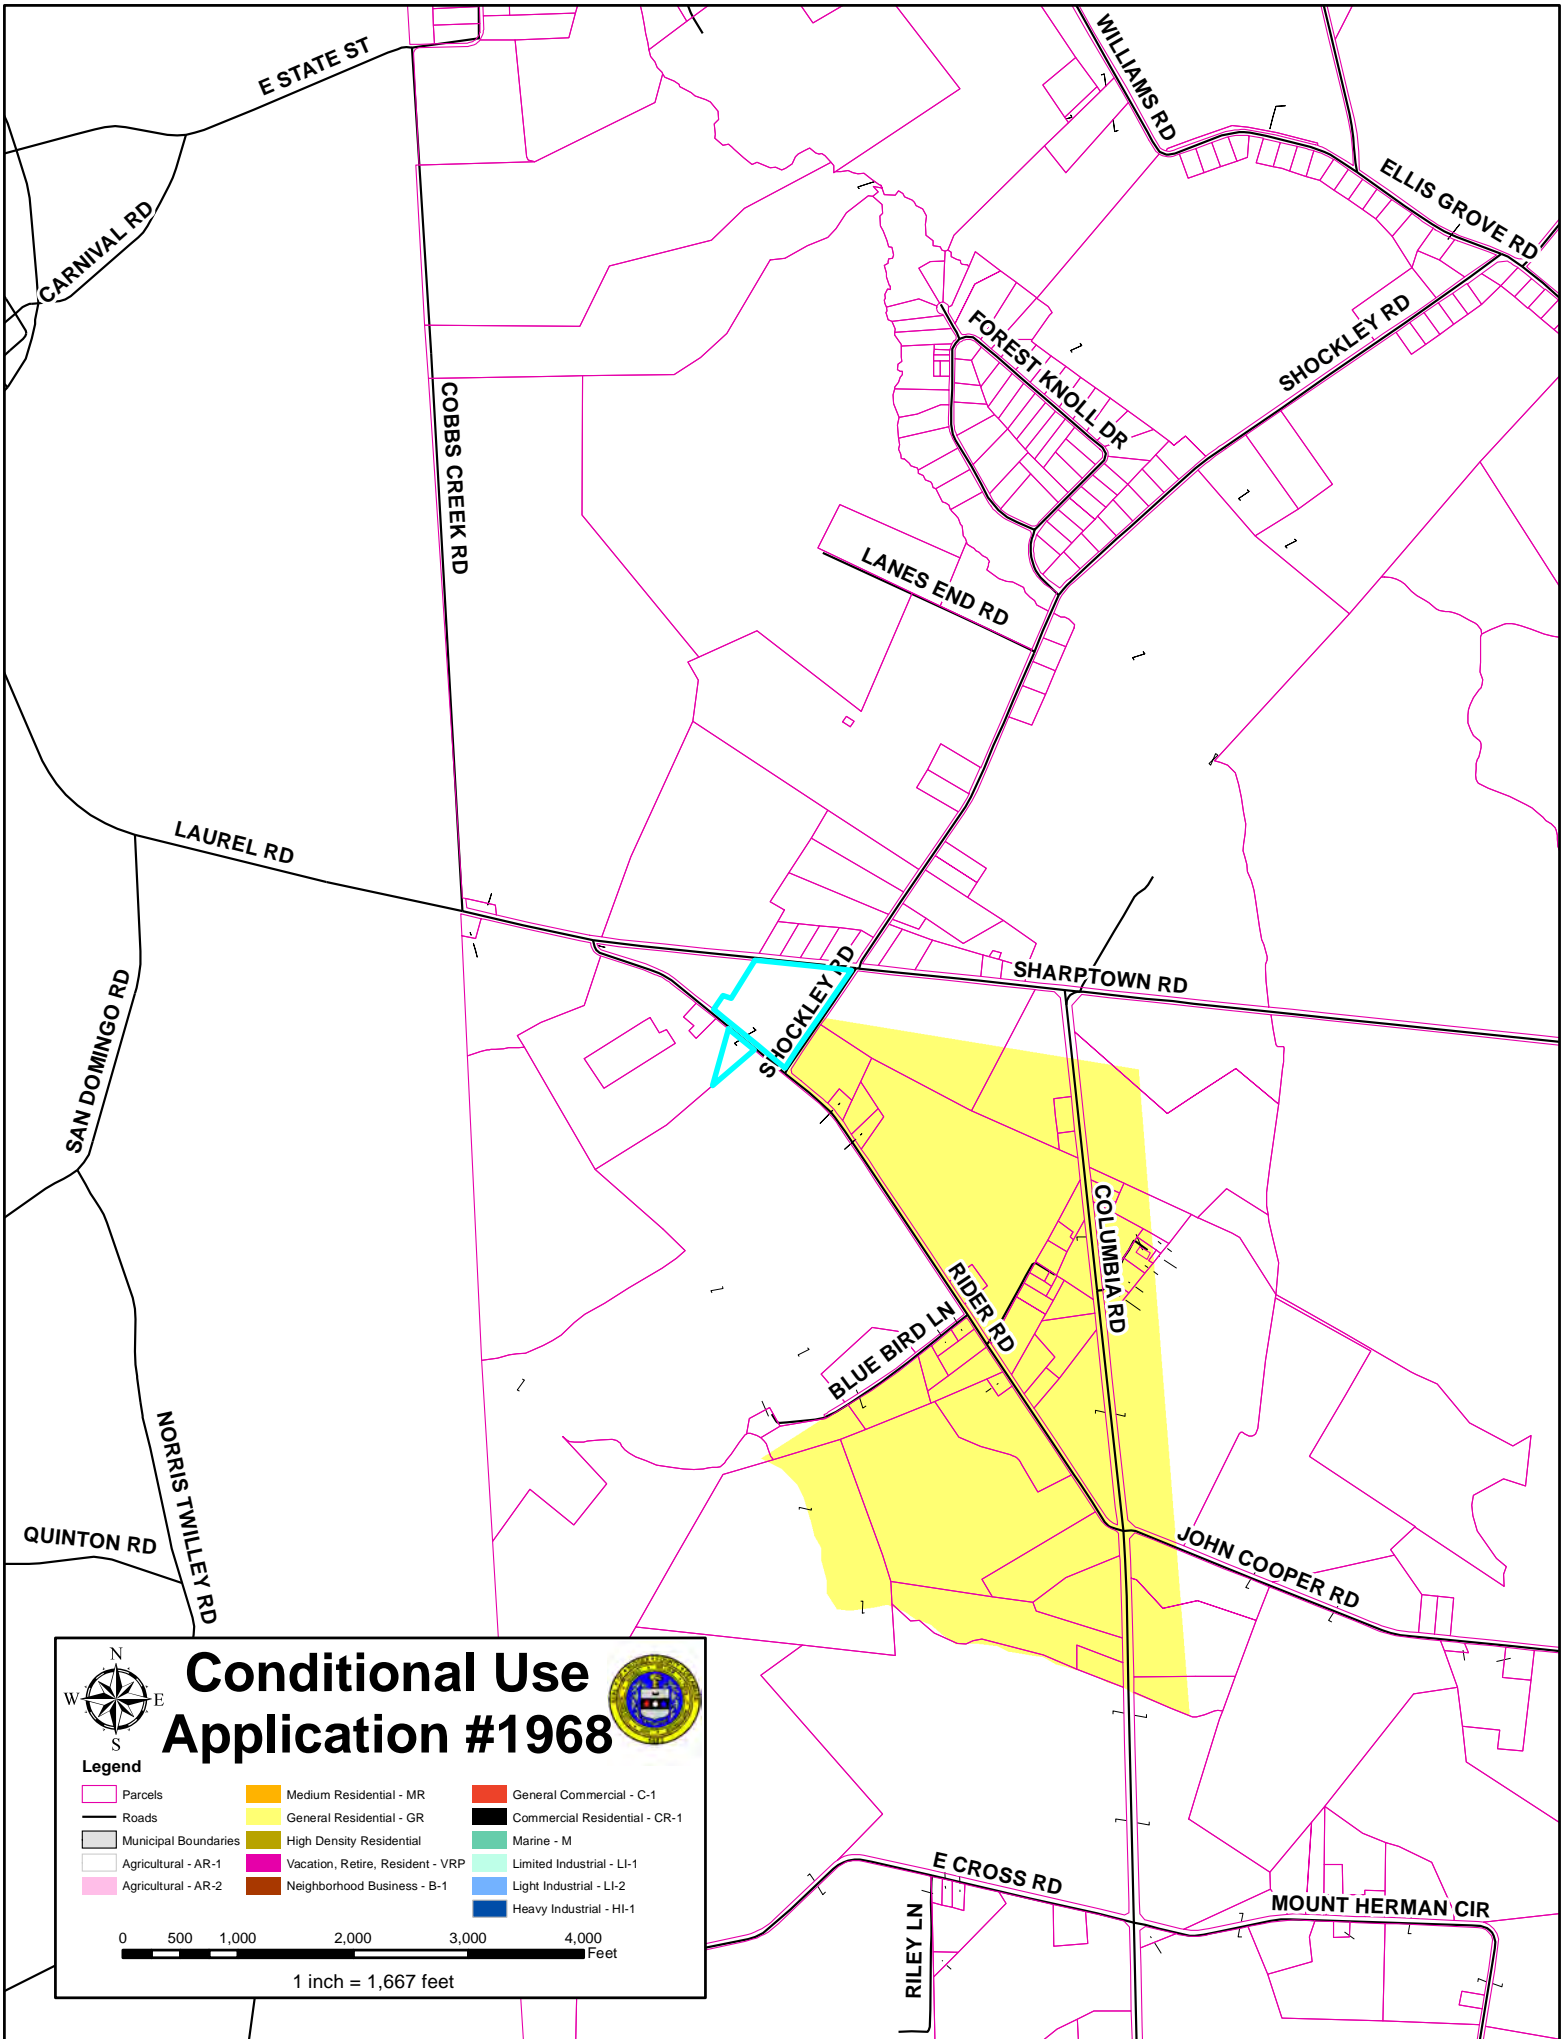 E STATE ST
WILLIAMS RD
ELLIS GROVE RD
CARNIVAL RD
FOREST KNOLL DR
SHOCKLEY RD
COBBS CREEK RD
LANES END RD
LAUREL RD
SHOCKLEY RD
SHARPTOWN RD
SAN DOMINGO RD
COLUMBIA RD
RIDER RD
BLUE BIRD LN
NORRIS TWILLEY RD
QUINTON RD
JOHN COOPER RD
E CROSS RD
MOUNT HERMAN CIR
RILEY LN
N
W E
S
Conditional Use
Application #1968
Legend
Parcels
Roads
Municipal Boundaries
Agricultural - AR-1
Agricultural - AR-2
Medium Residential - MR
General Residential - GR
High Density Residential
Vacation, Retire, Resident - VRP
Neighborhood Business - B-1
General Commercial - C-1
Commercial Residential - CR-1
Marine - M
Limited Industrial - LI-1
Light Industrial - LI-2
Heavy Industrial - HI-1
0 500 1,000 2,000 3,000 4,000
Feet
1 inch = 1,667 feet